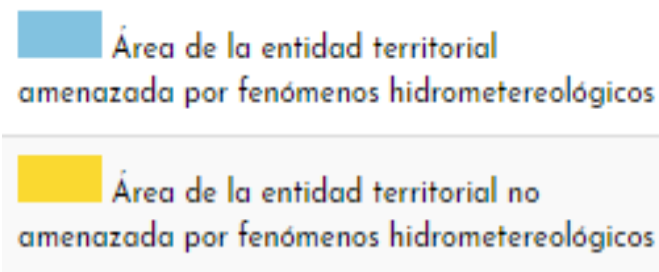 Área de la entidad territorial
amenazada por fenómenos hidrometereológicos
Área de la entidad territorial no
amenazada por fenómenos hidrometereológicos